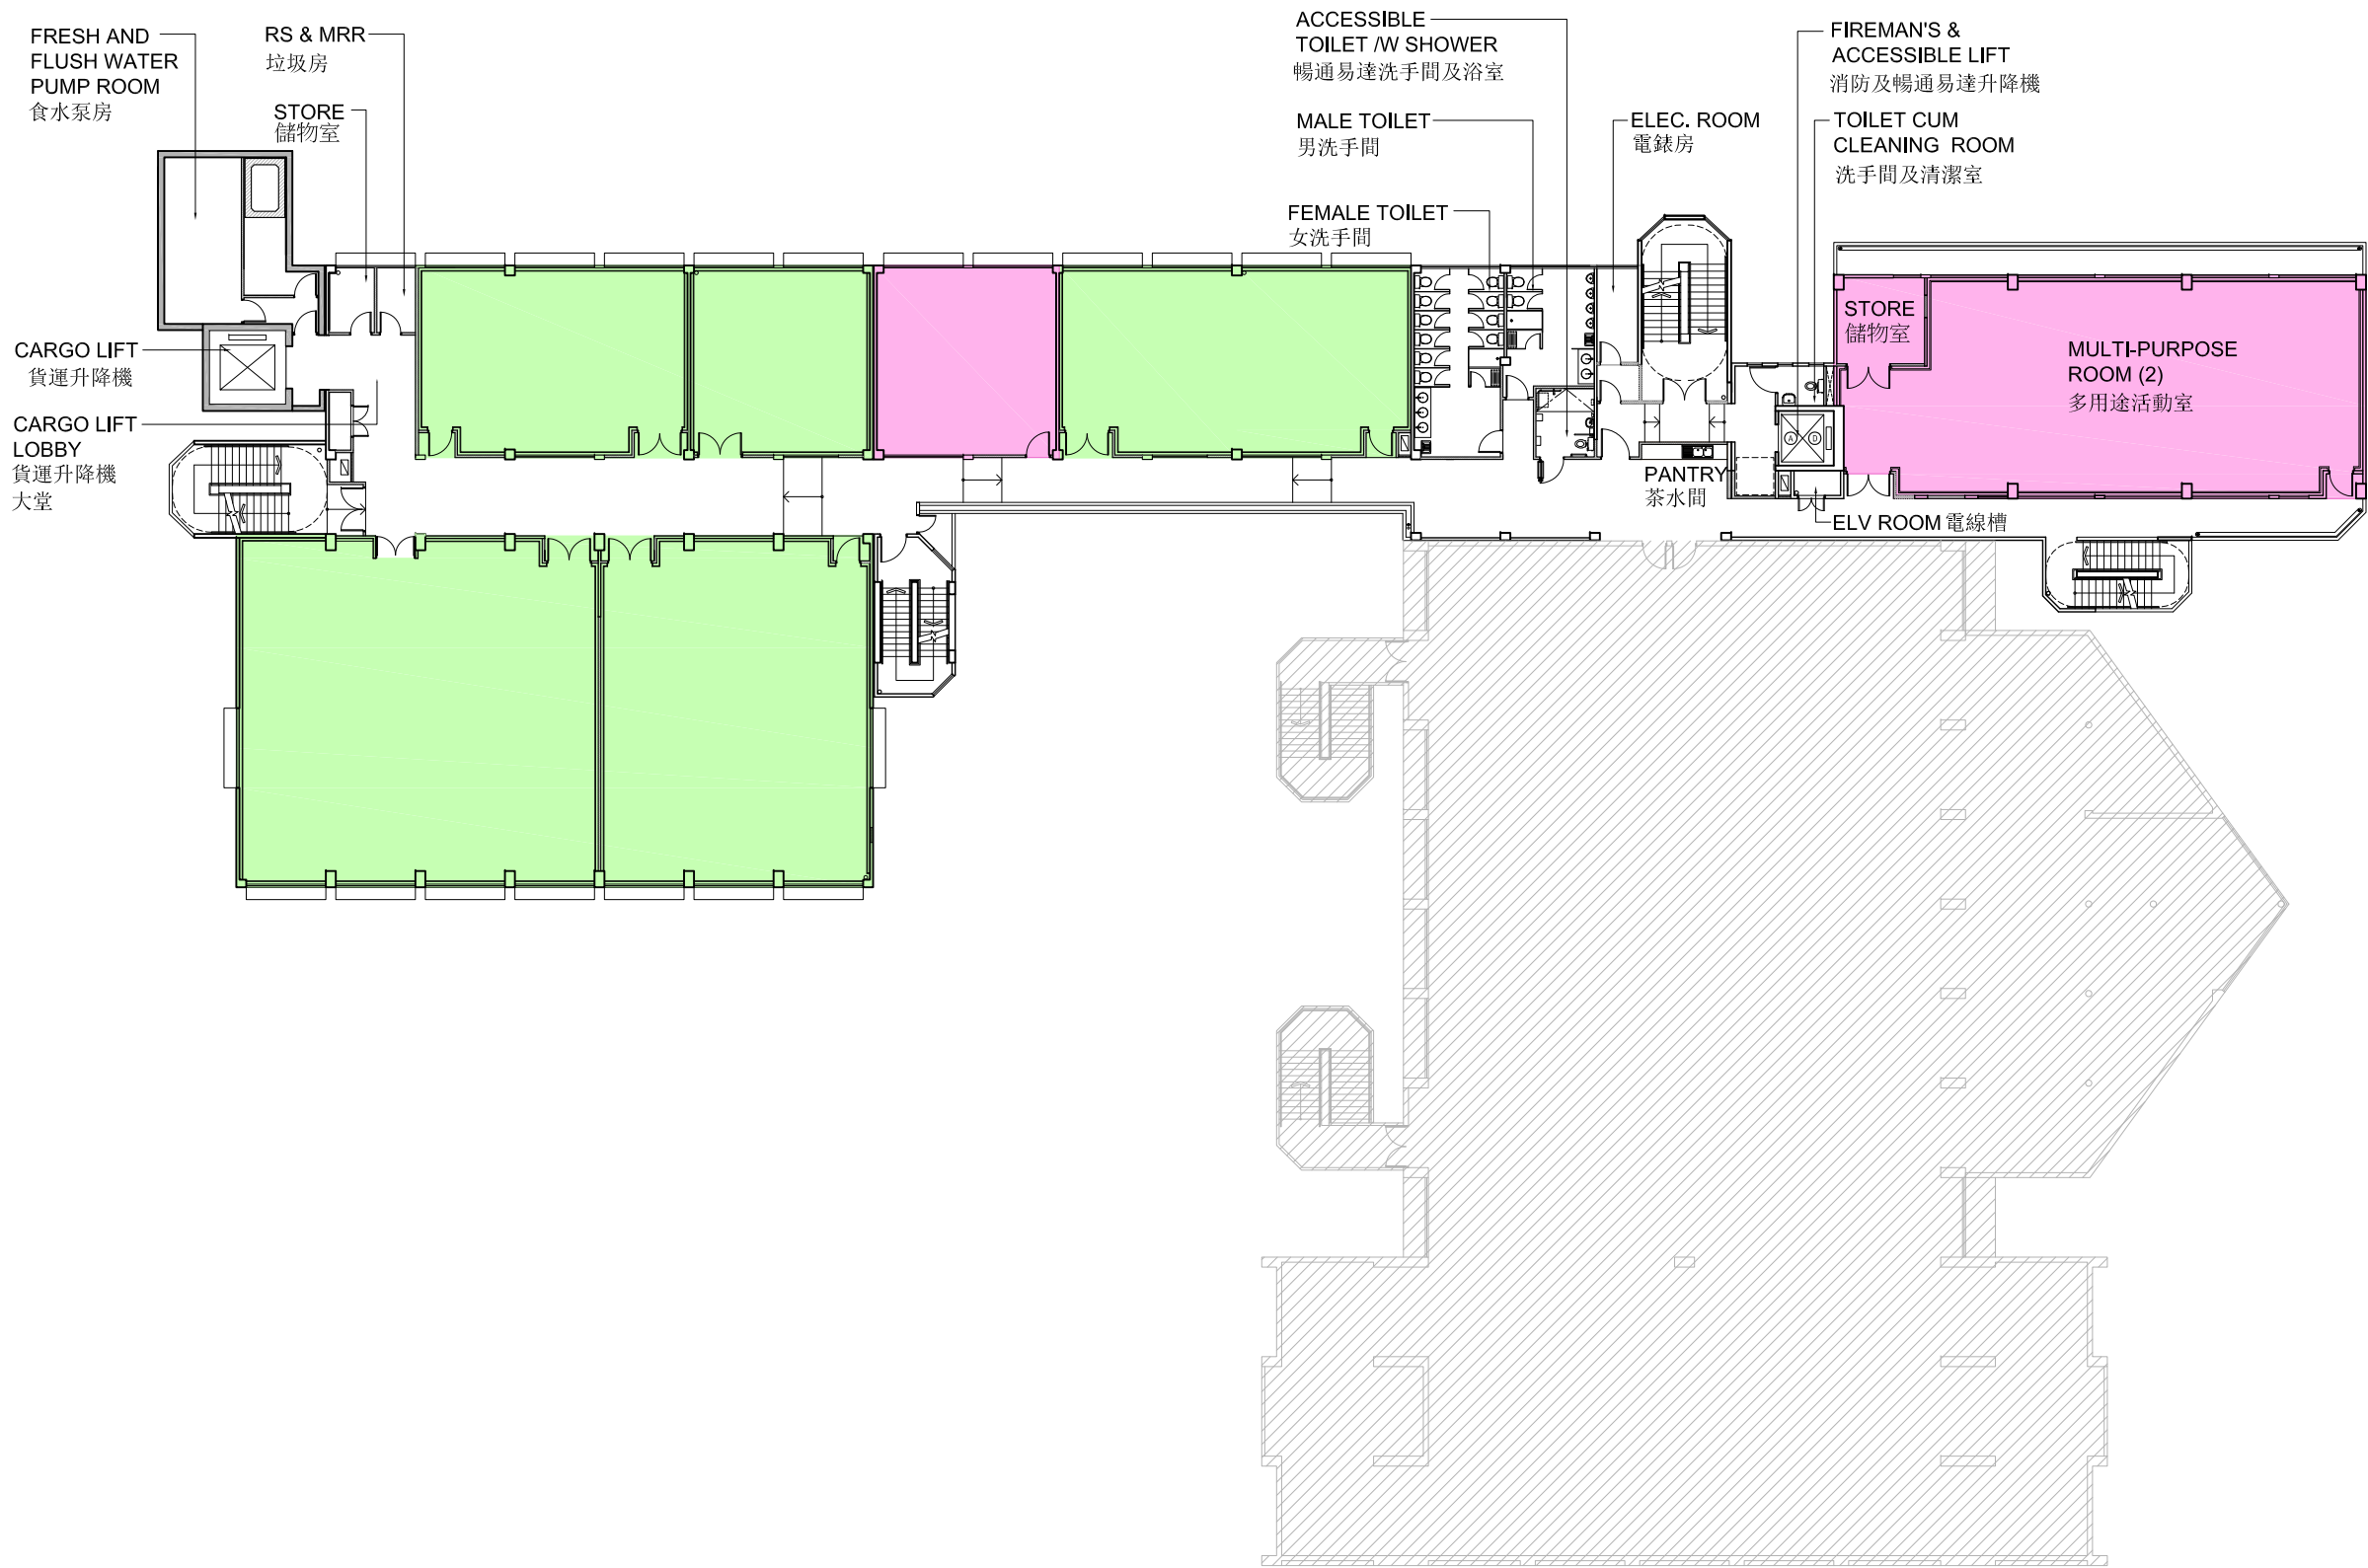 FRESH AND
FLUSH WATER
PUMP ROOM
食水泵房
RS & MRR
垃圾房
STORE
儲物室
CARGO LIFT
貨運升降機
CARGO LIFT
LOBBY
貨運升降機
大堂
ACCESSIBLE
TOILET /W SHOWER
暢通易達洗手間及浴室
MALE TOILET
男洗手間
FEMALE TOILET
女洗手間
ELEC. ROOM
電錶房
FIREMAN'S &
ACCESSIBLE LIFT
消防及暢通易達升降機
TOILET CUM
CLEANING ROOM
洗手間及清潔室
STORE
儲物室
MULTI-PURPOSE
ROOM (2)
多用途活動室
A D
PANTRY
茶水間
ELV ROOM 電線槽